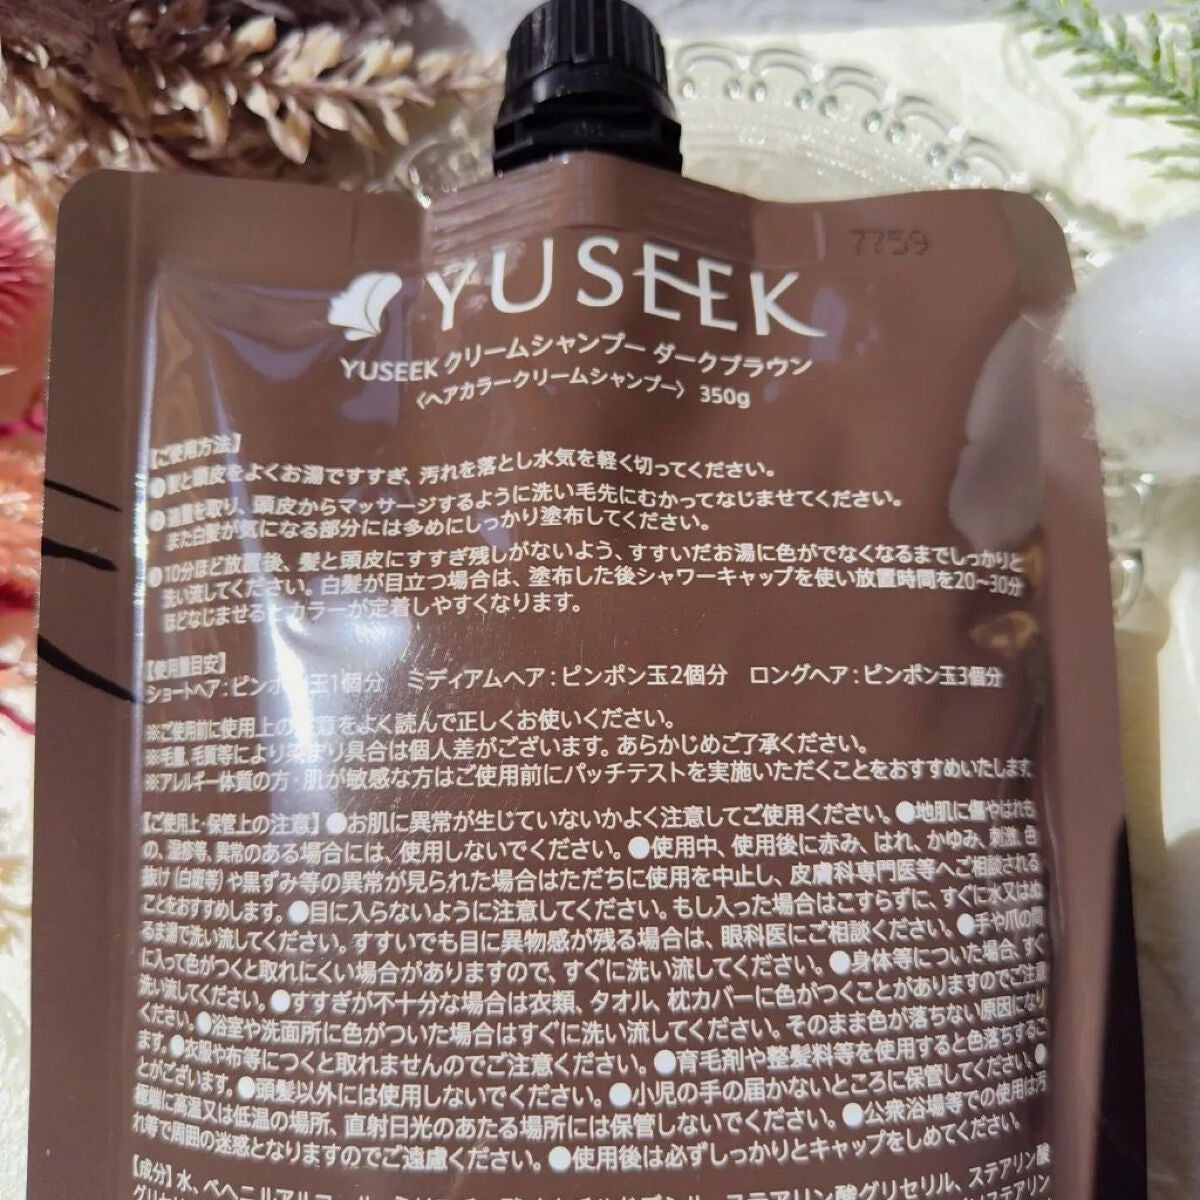 7759
YUSEEK
YUSEEK クリームシャンプー ダークブラウン
〈ヘアカラークリームシャンプー〉 350g
【ご使用方法】
髪と頭皮をよくお湯ですすぎ、汚れを落とし水気を軽く切ってください。
適量を取り、頭皮からマッサージするように洗い毛先にむかってなじませてください。
また白髪が気になる部分には多めにしっかり塗布してください。
10分ほど放置後、髪と頭皮にすすぎ残しがないよう、すすいだお湯に色がでなくなるまでしっかりと
洗い流してください。白髪が目立つ場合は、塗布した後シャワーキャップを使い放置時間を20~30分
ほどなじませるとカラーが定着しやすくなります。
【使用量目安】
ショートヘア:ピンポン玉1個分 ミディアムヘア:ピンポン玉2個分 ロングヘア:ピンポン玉3個分
※ご使用前に使用上の注意をよく読んで正しくお使いください。
※毛量、毛質等により染まり具合は個人差がございます。あらかじめご了承ください。
※アレルギー体質の方・肌が敏感な方はご使用前にパッチテストを実施いただくことをおすすめいたします。
【ご使用上・保管上の注意】●お肌に異常が生じていないかよく注意してご使用ください。●地肌に傷やはれも
の、湿疹等、異常のある場合には、使用しないでください。●使用中、使用後に赤み、はれ、かゆみ、刺激、色
抜け(白斑等)や黒ずみ等の異常が見られた場合はただちに使用を中止し、皮膚科専門医等へご相談される
ことをおすすめします。●目に入らないように注意してください。もし入った場合はこすらずに、すぐに水又はぬ
るま湯で洗い流してください。すすいでも目に異物感が残る場合は、眼科医にご相談ください。●手や爪の間
に入って色がつくと取れにくい場合がありますので、すぐに洗い流してください。●身体等についた場合、すぐ
洗い流してください。●すすぎが不十分な場合は衣類、タオル、枕カバーに色がつくことがありますのでご注意
ください。●浴室や洗面所に色がついた場合はすぐに洗い流してください。そのまま色が落ちない原因になり
ます。●衣服や布等につくと取れませんのでご注意ください。●育毛剤や整髪料等を使用すると色落ちするこ
とがございます。●頭髪以外には使用しないでください。●小児の手の届かないところに保管してください。●
極端に高温又は低温の場所、直射日光のあたる場所には保管しないでください。●公衆浴場等での使用は汚
れ等で周囲の迷惑となりますのでご遠慮ください。●使用後は必ずしっかりとキャップをしめてください。
【成分】水、ベヘニルアルコール、ステアリン酸グリセリル、ステアリン酸